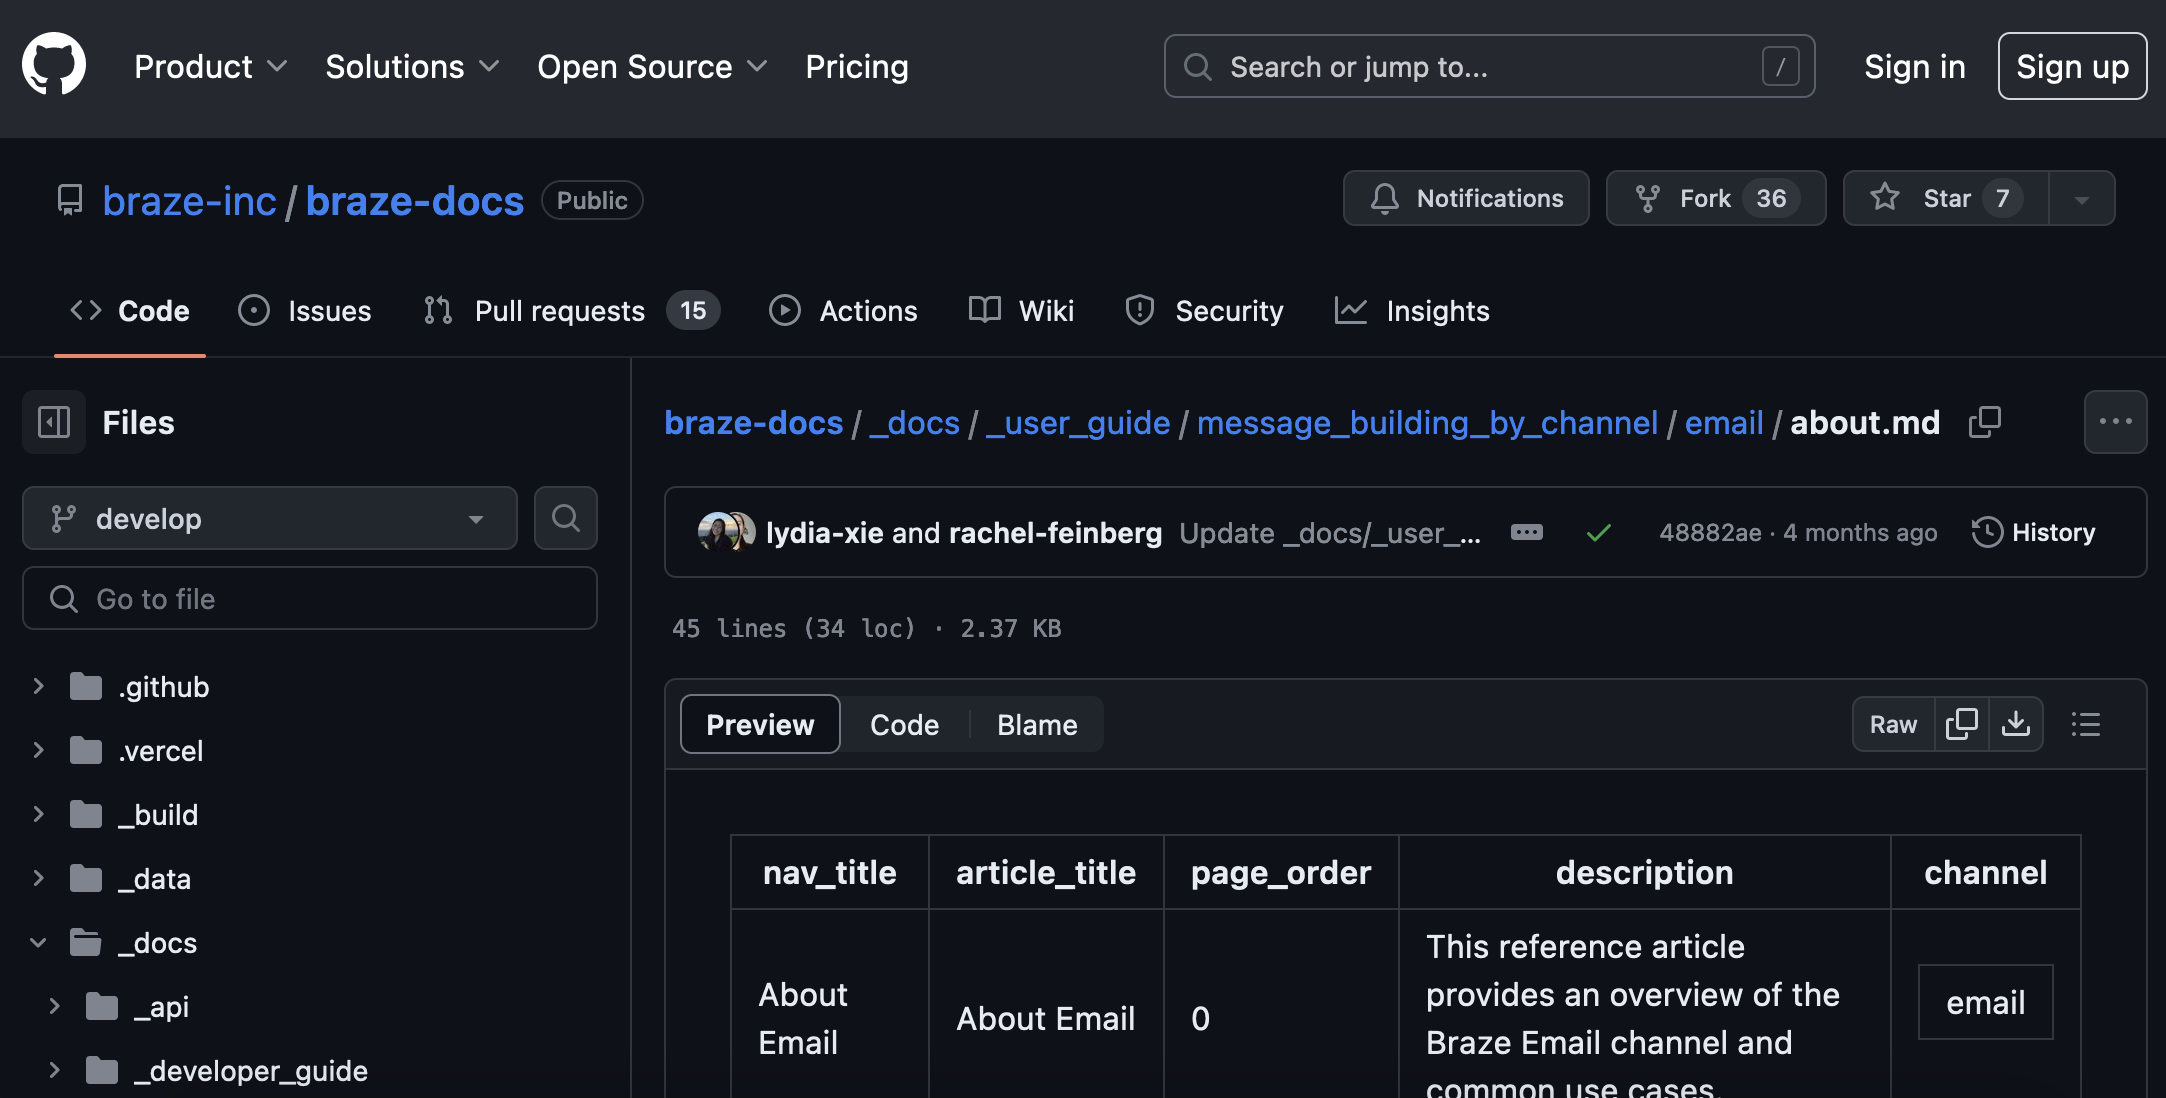 Product Solutions Open Source Pricing Search or jump to... / Sign in Sign up
braze-inc / braze-docs Public Notifications Fork 36 Star 7
Code Issues Pull requests 15 Actions Wiki Security Insights
Files
develop
Go to file
.github
.vercel
_build
_data
_docs
_api
_developer_guide
braze-docs / _docs / _user_guide / message_building_by_channel / email / about.md
lydia-xie and rachel-feinberg Update _docs/_user_... 48882ae · 4 months ago History
45 lines (34 loc) · 2.37 KB
Preview Code Blame Raw
nav_title article_title page_order description channel
About
Email
About Email
0
This reference article
provides an overview of the
Braze Email channel and
common use cases.
email